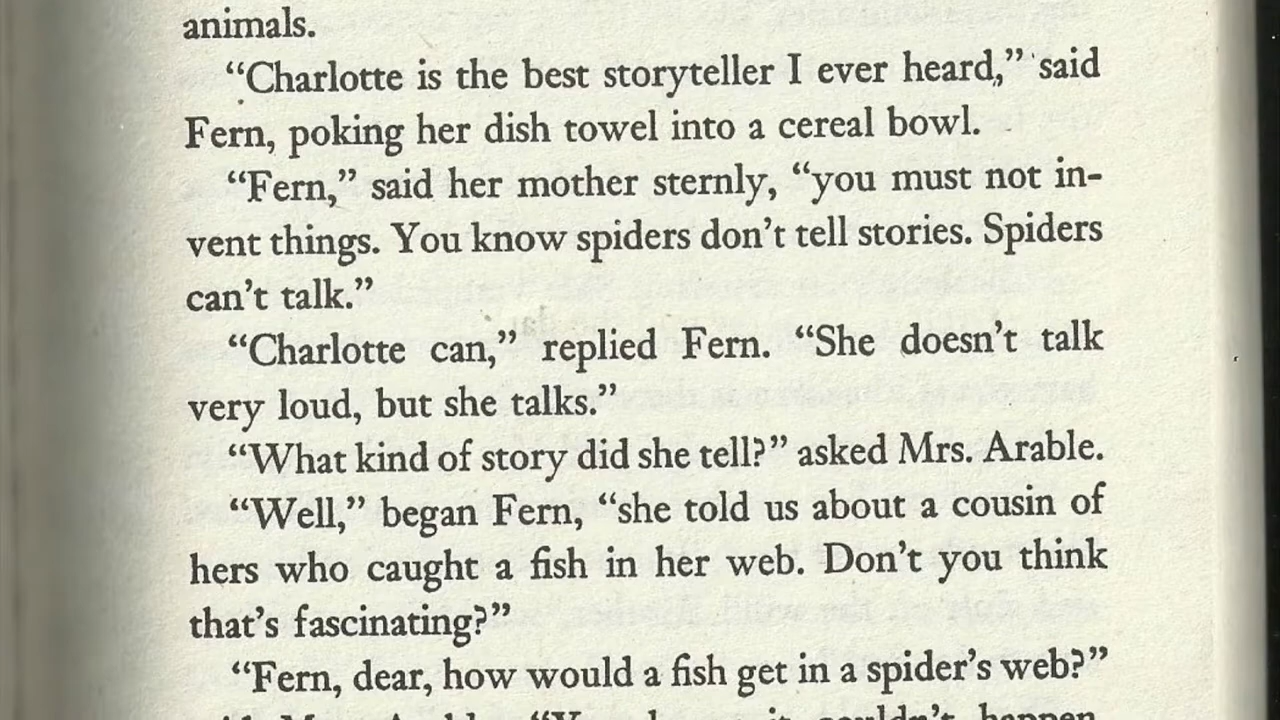 animals.
“Charlotte is the best storyteller I ever heard,” said
Fern, poking her dish towel into a cereal bowl.
“Fern,” said her mother sternly, “you must not in-
vent things. You know spiders don’t tell stories. Spiders
can’t talk.”
“Charlotte can,” replied Fern. “She doesn’t talk
very loud, but she talks.”
“What kind of story did she tell?” asked Mrs. Arable.
“Well,” began Fern, “she told us about a cousin of
hers who caught a fish in her web. Don’t you think
that’s fascinating?”
“Fern, dear, how would a fish get in a spider’s web?”
couldn’t happen.